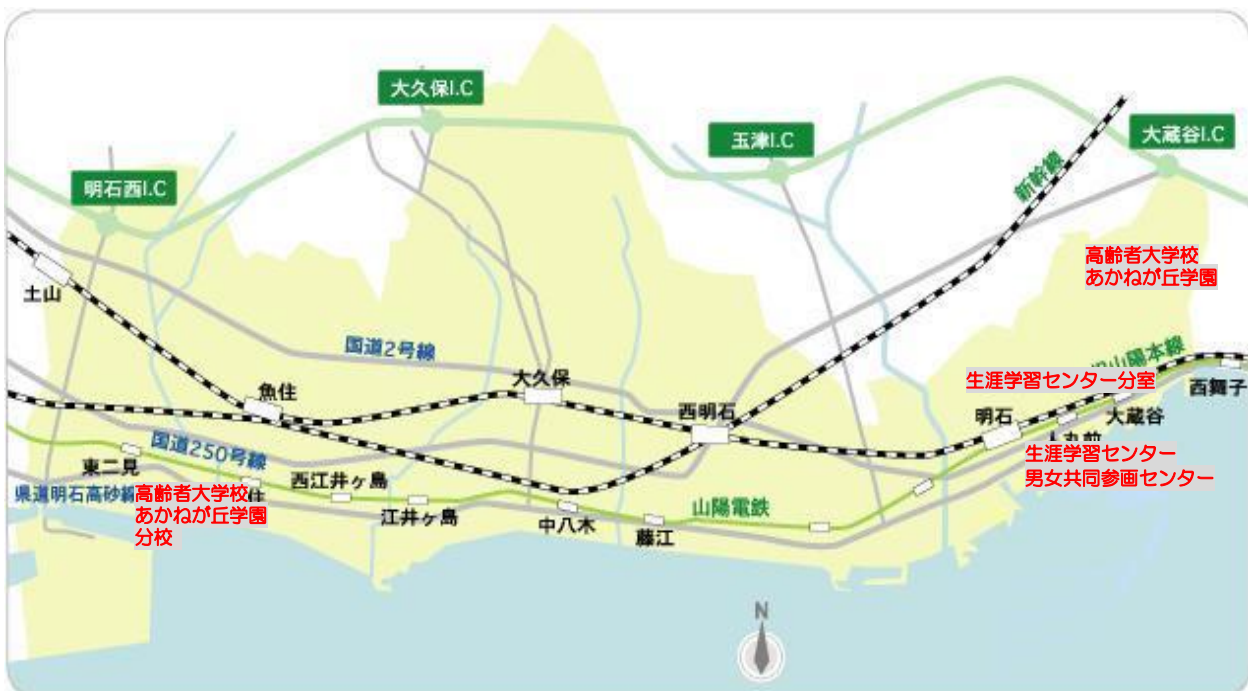 大久保I.C
玉津I.C
大蔵谷I.C
明石西I.C
新幹線
高齢者大学校
あかねが丘学園
土山
国道2号線
山陽本線
生涯学習センター分室
西舞子
魚住
大久保
西明石
明石
大蔵谷
人丸前
国道250号線
生涯学習センター
男女共同参画センター
東二見
西江井ヶ島
県道明石高砂線
高齢者大学校
あかねが丘学園
分校
住
江井ヶ島
中八木
藤江
山陽電鉄
N